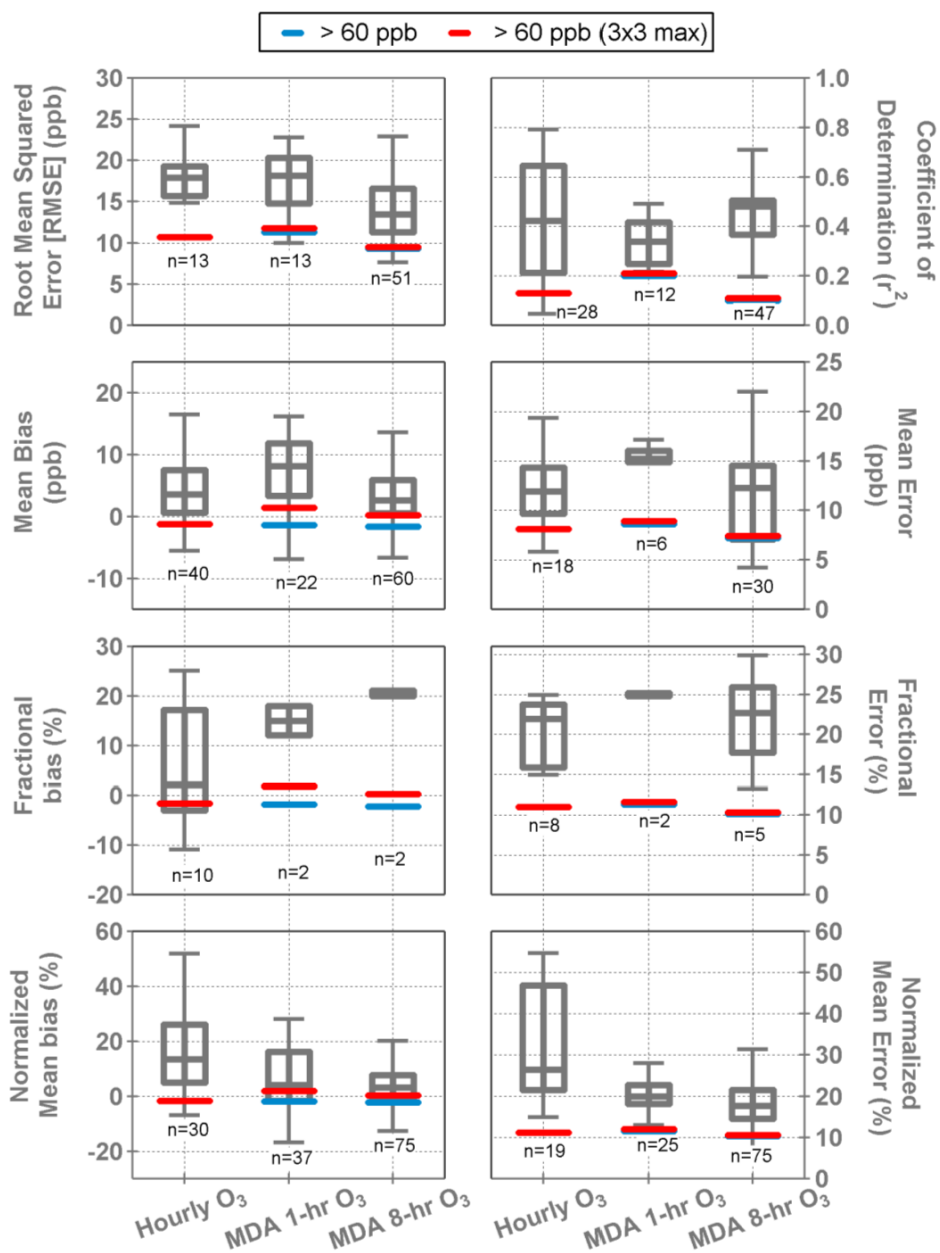 > 60 ppb > 60 ppb (3x3 max)
Root Mean Squared
Error [RMSE] (ppb)
30
25
20
15
10
5
0
n=13
n=13
n=51
1.0
0.8
0.6
0.4
0.2
0.0
n=28
n=12
n=47
Coefficient of
Determination (r²)
Mean Bias
(ppb)
20
10
0
-10
n=40
n=22
n=60
25
20
15
10
5
0
n=18
n=6
n=30
Mean Error
(ppb)
Fractional
bias (%)
30
20
10
0
-10
-20
n=10
n=2
n=2
30
25
20
15
10
5
0
n=8
n=2
n=5
Fractional
Error (%)
Normalized
Mean bias (%)
60
40
20
0
-20
n=30
n=37
n=75
60
50
40
30
20
10
0
n=19
n=25
n=75
Normalized
Mean Error (%)
Hourly O₃
MDA 1-hr O₃
MDA 8-hr O₃
Hourly O₃
MDA 1-hr O₃
MDA 8-hr O₃